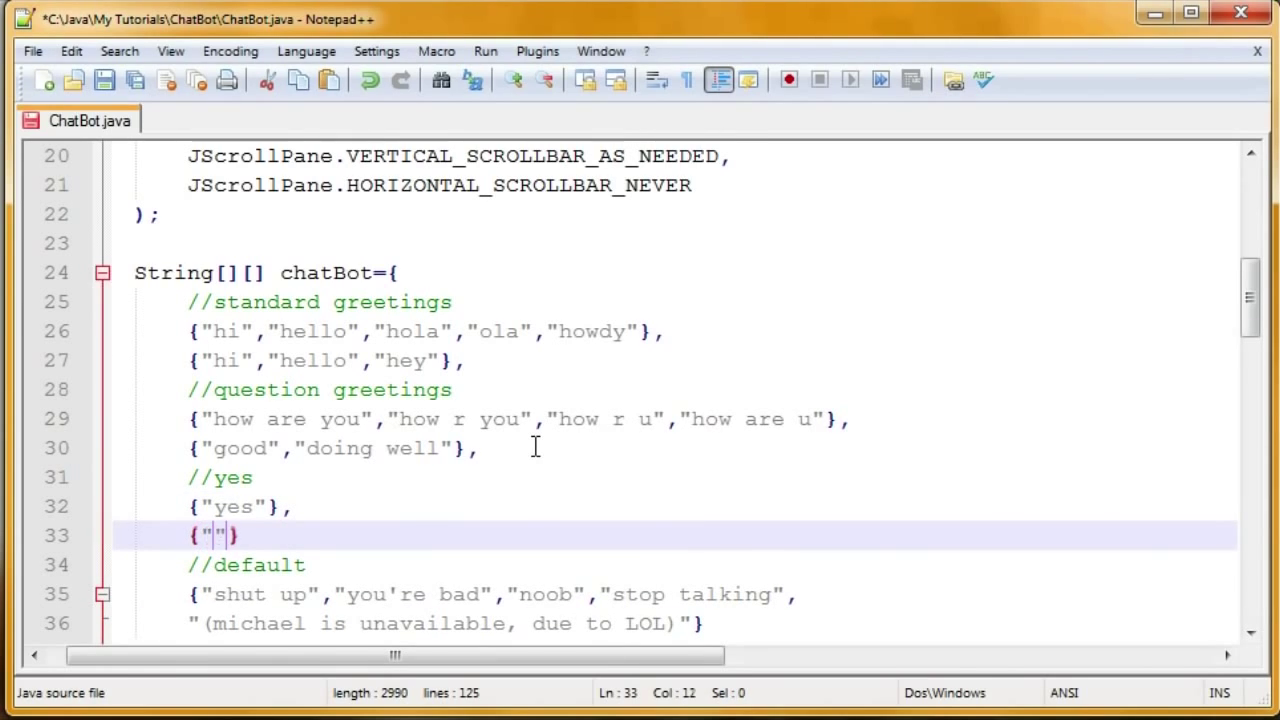 *C:\Java\My Tutorials\ChatBot\ChatBot.java - Notepad++
File Edit Search View Encoding Language Settings Macro Run Plugins Window ? X
ABC
ChatBot.java
20 JScrollPane.VERTICAL_SCROLLBAR_AS_NEEDED,
21 JScrollPane.HORIZONTAL_SCROLLBAR_NEVER
22 );
23
24 String[][] chatBot={
25 //standard greetings
26 {"hi","hello","hola","ola","howdy"},
27 {"hi","hello","hey"},
28 //question greetings
29 {"how are you","how r you","how r u","how are u"},
30 {"good","doing well"},
31 //yes
32 {"yes"},
33 {""}
34 //default
35 {"shut up","you're bad","noob","stop talking",
36 "(michael is unavailable, due to LOL)"}
Java source file length : 2990 lines : 125 Ln : 33 Col : 12 Sel : 0 Dos\Windows ANSI INS